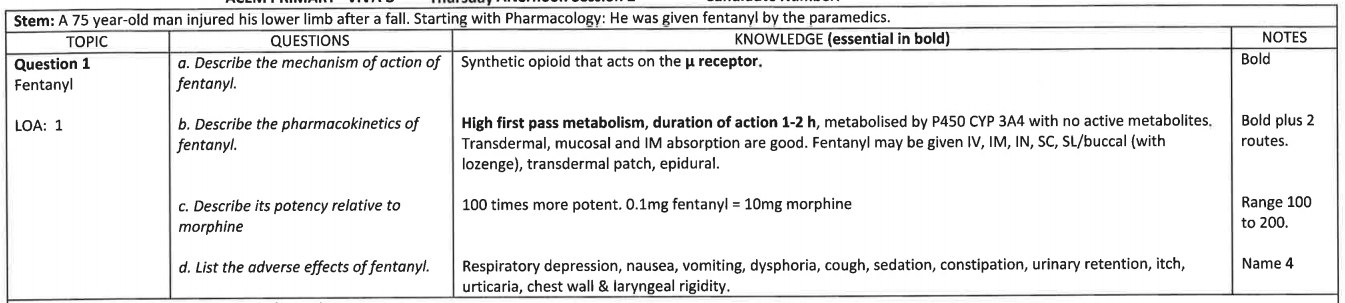 ACEM PRIMARY VIVA Thursday Afternoon Session 2 Candidate Number:
Stem: A 75 year-old man injured his lower limb after a fall. Starting with Pharmacology: He was given fentanyl by the paramedics.
TOPIC QUESTIONS KNOWLEDGE (essential in bold) NOTES
Question 1 a. Describe the mechanism of action of Synthetic opioid that acts on the µ receptor. Bold
Fentanyl fentanyl.
LOA: 1 b. Describe the pharmacokinetics of High first pass metabolism, duration of action 1-2 h, metabolised by P450 CYP 3A4 with no active metabolites. Bold plus 2
fentanyl. Transdermal, mucosal and IM absorption are good. Fentanyl may be given IV, IM, IN, SC, SL/buccal (with routes.
lozenge), transdermal patch, epidural.
c. Describe its potency relative to 100 times more potent. 0.1mg fentanyl = 10mg morphine Range 100
morphine to 200.
d. List the adverse effects of fentanyl. Respiratory depression, nausea, vomiting, dysphoria, cough, sedation, constipation, urinary retention, itch, Name 4
urticaria, chest wall & laryngeal rigidity.